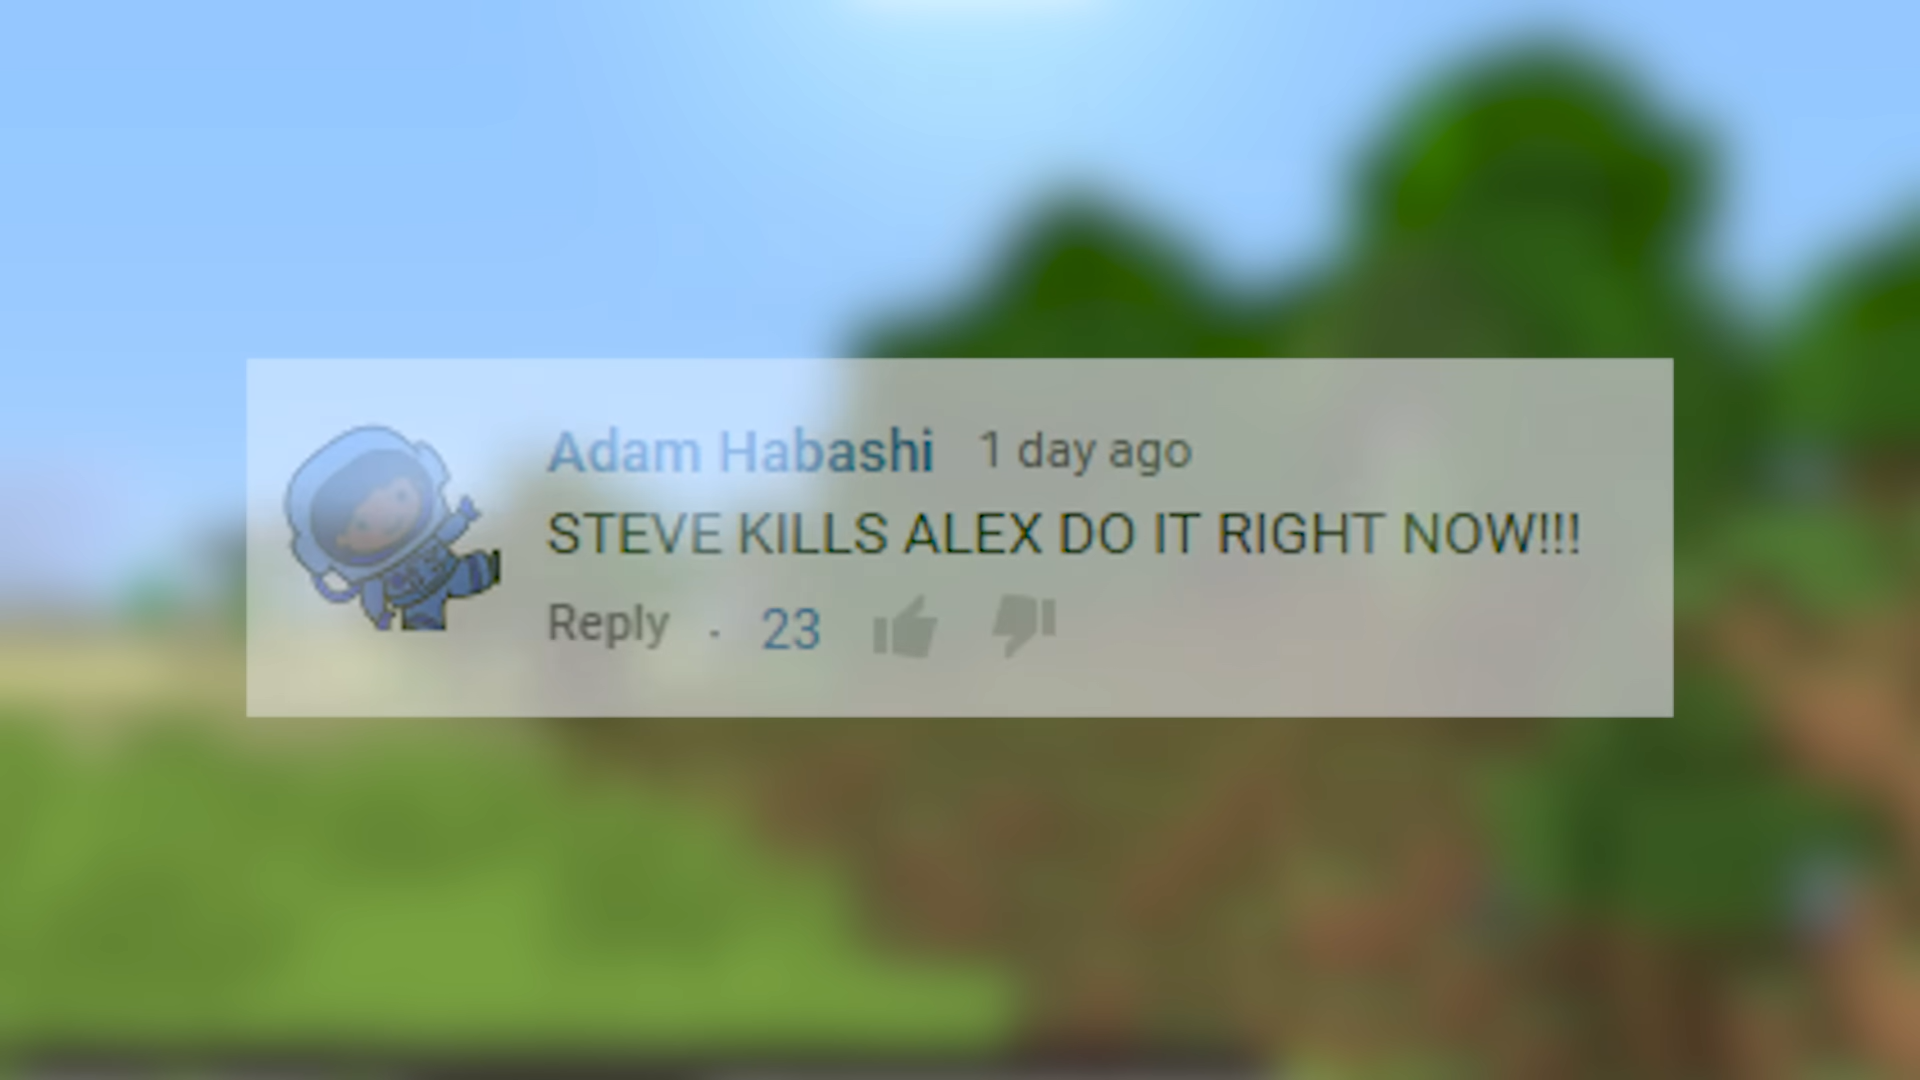 Adam Habashi 1 day ago
STEVE KILLS ALEX DO IT RIGHT NOW!!!
Reply · 23